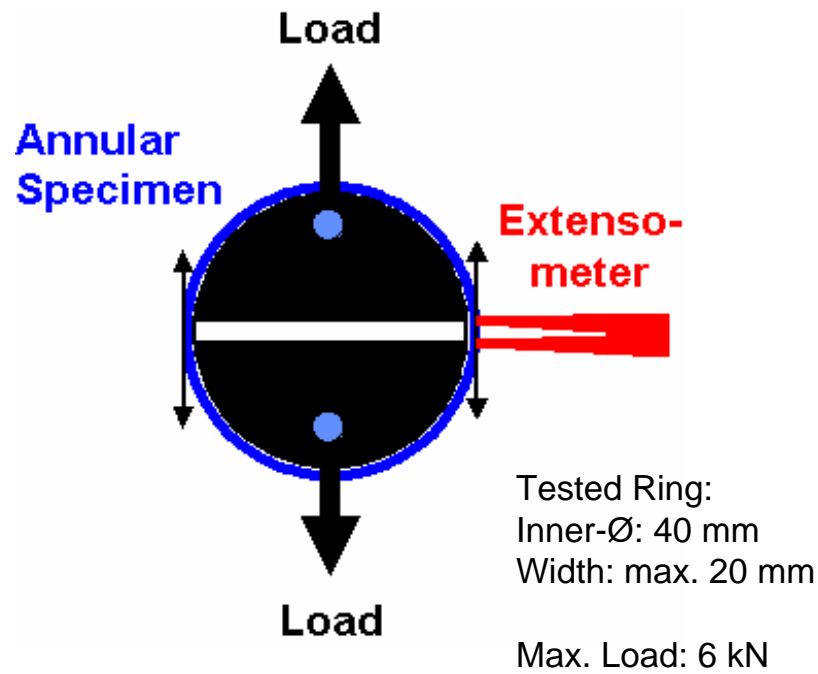 Load
Annular
Specimen
Extenso-
meter
Tested Ring:
Inner-Ø: 40 mm
Width: max. 20 mm
Load
Max. Load: 6 kN